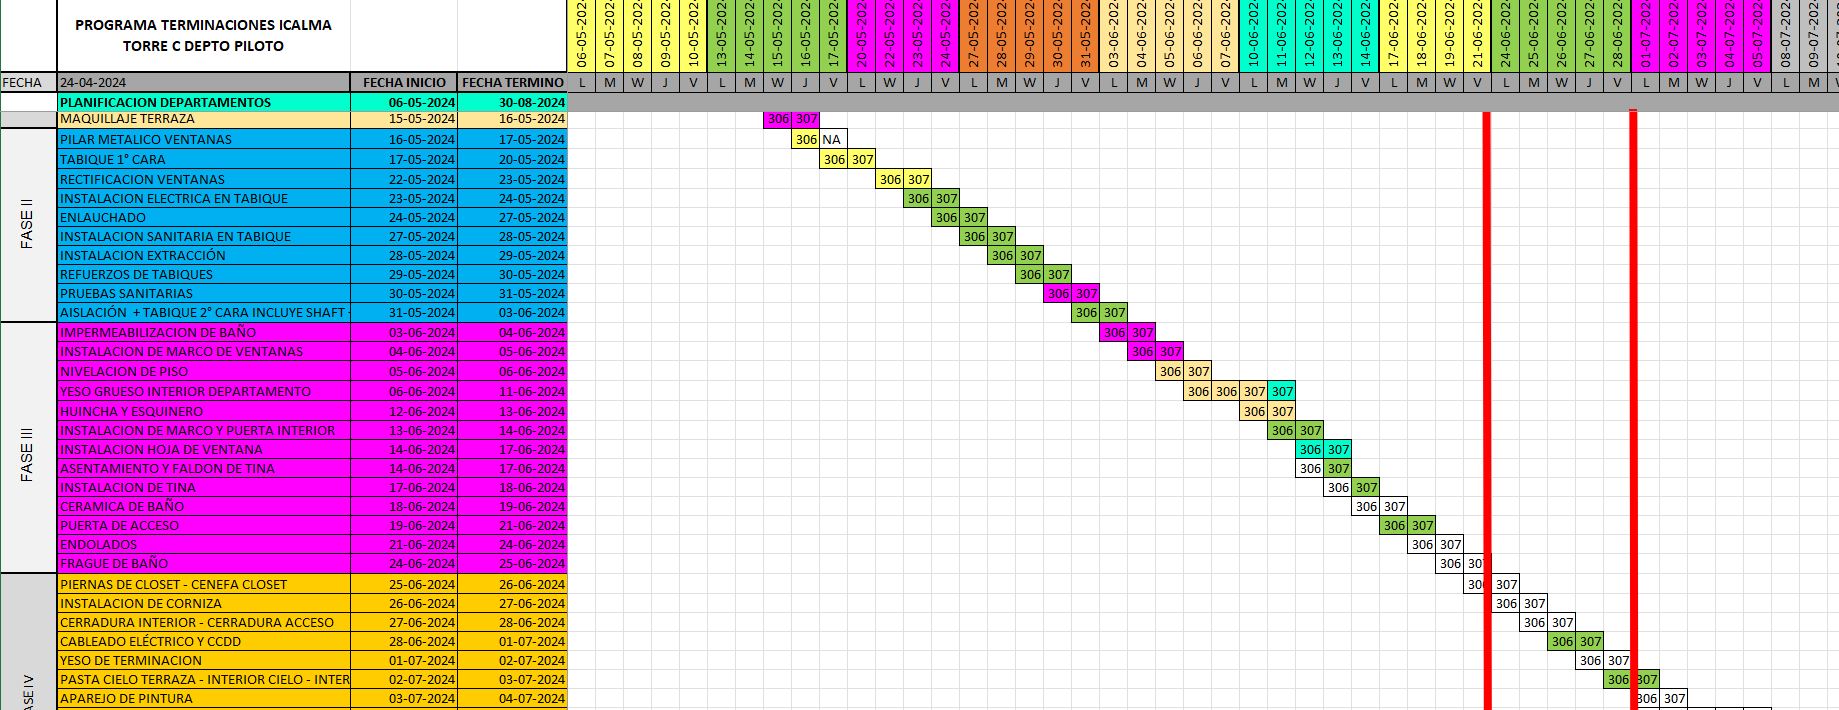 PROGRAMA TERMINACIONES ICALMA
TORRE C DEPTO PILOTO
06-05-202 07-05-202 08-05-202 09-05-202 10-05-202 13-05-202 14-05-202 15-05-202 16-05-202 17-05-202 20-05-202 22-05-202 23-05-202 24-05-202 27-05-202 28-05-202 29-05-202 30-05-202 31-05-202 03-06-202 04-06-202 05-06-202 06-06-202 07-06-202 10-06-202 11-06-202 12-06-202 13-06-202 14-06-202 17-06-202 18-06-202 19-06-202 21-06-202 24-06-202 25-06-202 26-06-202 27-06-202 28-06-202 01-07-202 02-07-202 03-07-202 04-07-202 05-07-202 08-07-202 09-07-202
FECHA 24-04-2024 FECHA INICIO FECHA TERMINO L M W J V L M W J V L W J V L M W J V L M W J V L M W J V L M W V L M W J V L M W J V L M
PLANIFICACION DEPARTAMENTOS 06-05-2024 30-08-2024
MAQUILLAJE TERRAZA 15-05-2024 16-05-2024 306 307
FASE II
PILAR METALICO VENTANAS 16-05-2024 17-05-2024 306 NA
TABIQUE 1° CARA 17-05-2024 20-05-2024 306 307
RECTIFICACION VENTANAS 22-05-2024 23-05-2024 306 307
INSTALACION ELECTRICA EN TABIQUE 23-05-2024 24-05-2024 306 307
ENLAUCHADO 24-05-2024 27-05-2024 306 307
INSTALACION SANITARIA EN TABIQUE 27-05-2024 28-05-2024 306 307
INSTALACION EXTRACCIÓN 28-05-2024 29-05-2024 306 307
REFUERZOS DE TABIQUES 29-05-2024 30-05-2024 306 307
PRUEBAS SANITARIAS 30-05-2024 31-05-2024 306 307
AISLACIÓN + TABIQUE 2° CARA INCLUYE SHAFT 31-05-2024 03-06-2024 306 307
FASE III
IMPERMEABILIZACION DE BAÑO 03-06-2024 04-06-2024 306 307
INSTALACION DE MARCO DE VENTANAS 04-06-2024 05-06-2024 306 307
NIVELACION DE PISO 05-06-2024 06-06-2024 306 307
YESO GRUESO INTERIOR DEPARTAMENTO 06-06-2024 11-06-2024 306 306 307 307
HUINCHA Y ESQUINERO 12-06-2024 13-06-2024 306 307
INSTALACION DE MARCO Y PUERTA INTERIOR 13-06-2024 14-06-2024 306 307
INSTALACION HOJA DE VENTANA 14-06-2024 17-06-2024 306 307
ASENTAMIENTO Y FALDON DE TINA 14-06-2024 17-06-2024 306 307
INSTALACION DE TINA 17-06-2024 18-06-2024 306 307
CERAMICA DE BAÑO 18-06-2024 19-06-2024 306 307
PUERTA DE ACCESO 19-06-2024 21-06-2024 306 307
ENDOLADOS 21-06-2024 24-06-2024 306 307
FRAGUE DE BAÑO 24-06-2024 25-06-2024 306 307
ASE IV
PIERNAS DE CLOSET - CENEFA CLOSET 25-06-2024 26-06-2024 306 307
INSTALACION DE CORNIZA 26-06-2024 27-06-2024 306 307
CERRADURA INTERIOR - CERRADURA ACCESO 27-06-2024 28-06-2024 306 307
CABLEADO ELÉCTRICO Y CCDD 28-06-2024 01-07-2024 306 307
YESO DE TERMINACION 01-07-2024 02-07-2024 306 307
PASTA CIELO TERRAZA - INTERIOR CIELO - INTER 02-07-2024 03-07-2024 306 307
APAREJO DE PINTURA 03-07-2024 04-07-2024 306 307